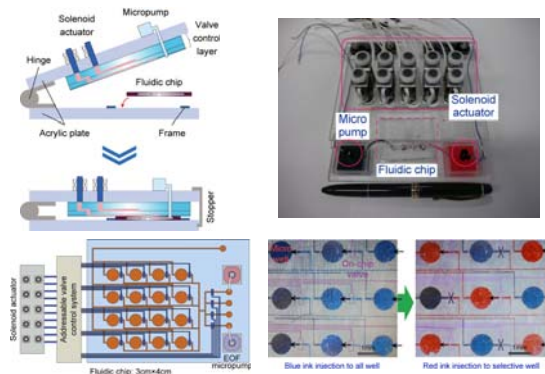 Solenoid
actuator
Micropump
Valve
control
layer
Hinge
Fluidic chip
Acrylic plate
Frame
Stopper
Solenoid actuator
Addressable valve
control system
EOF
micropump
Fluidic chip: 3cm×4cm
Micro
pump
Solenoid
actuator
Fluidic chip
On-chip
valve
Blue ink injection to all well
Red ink injection to selective well